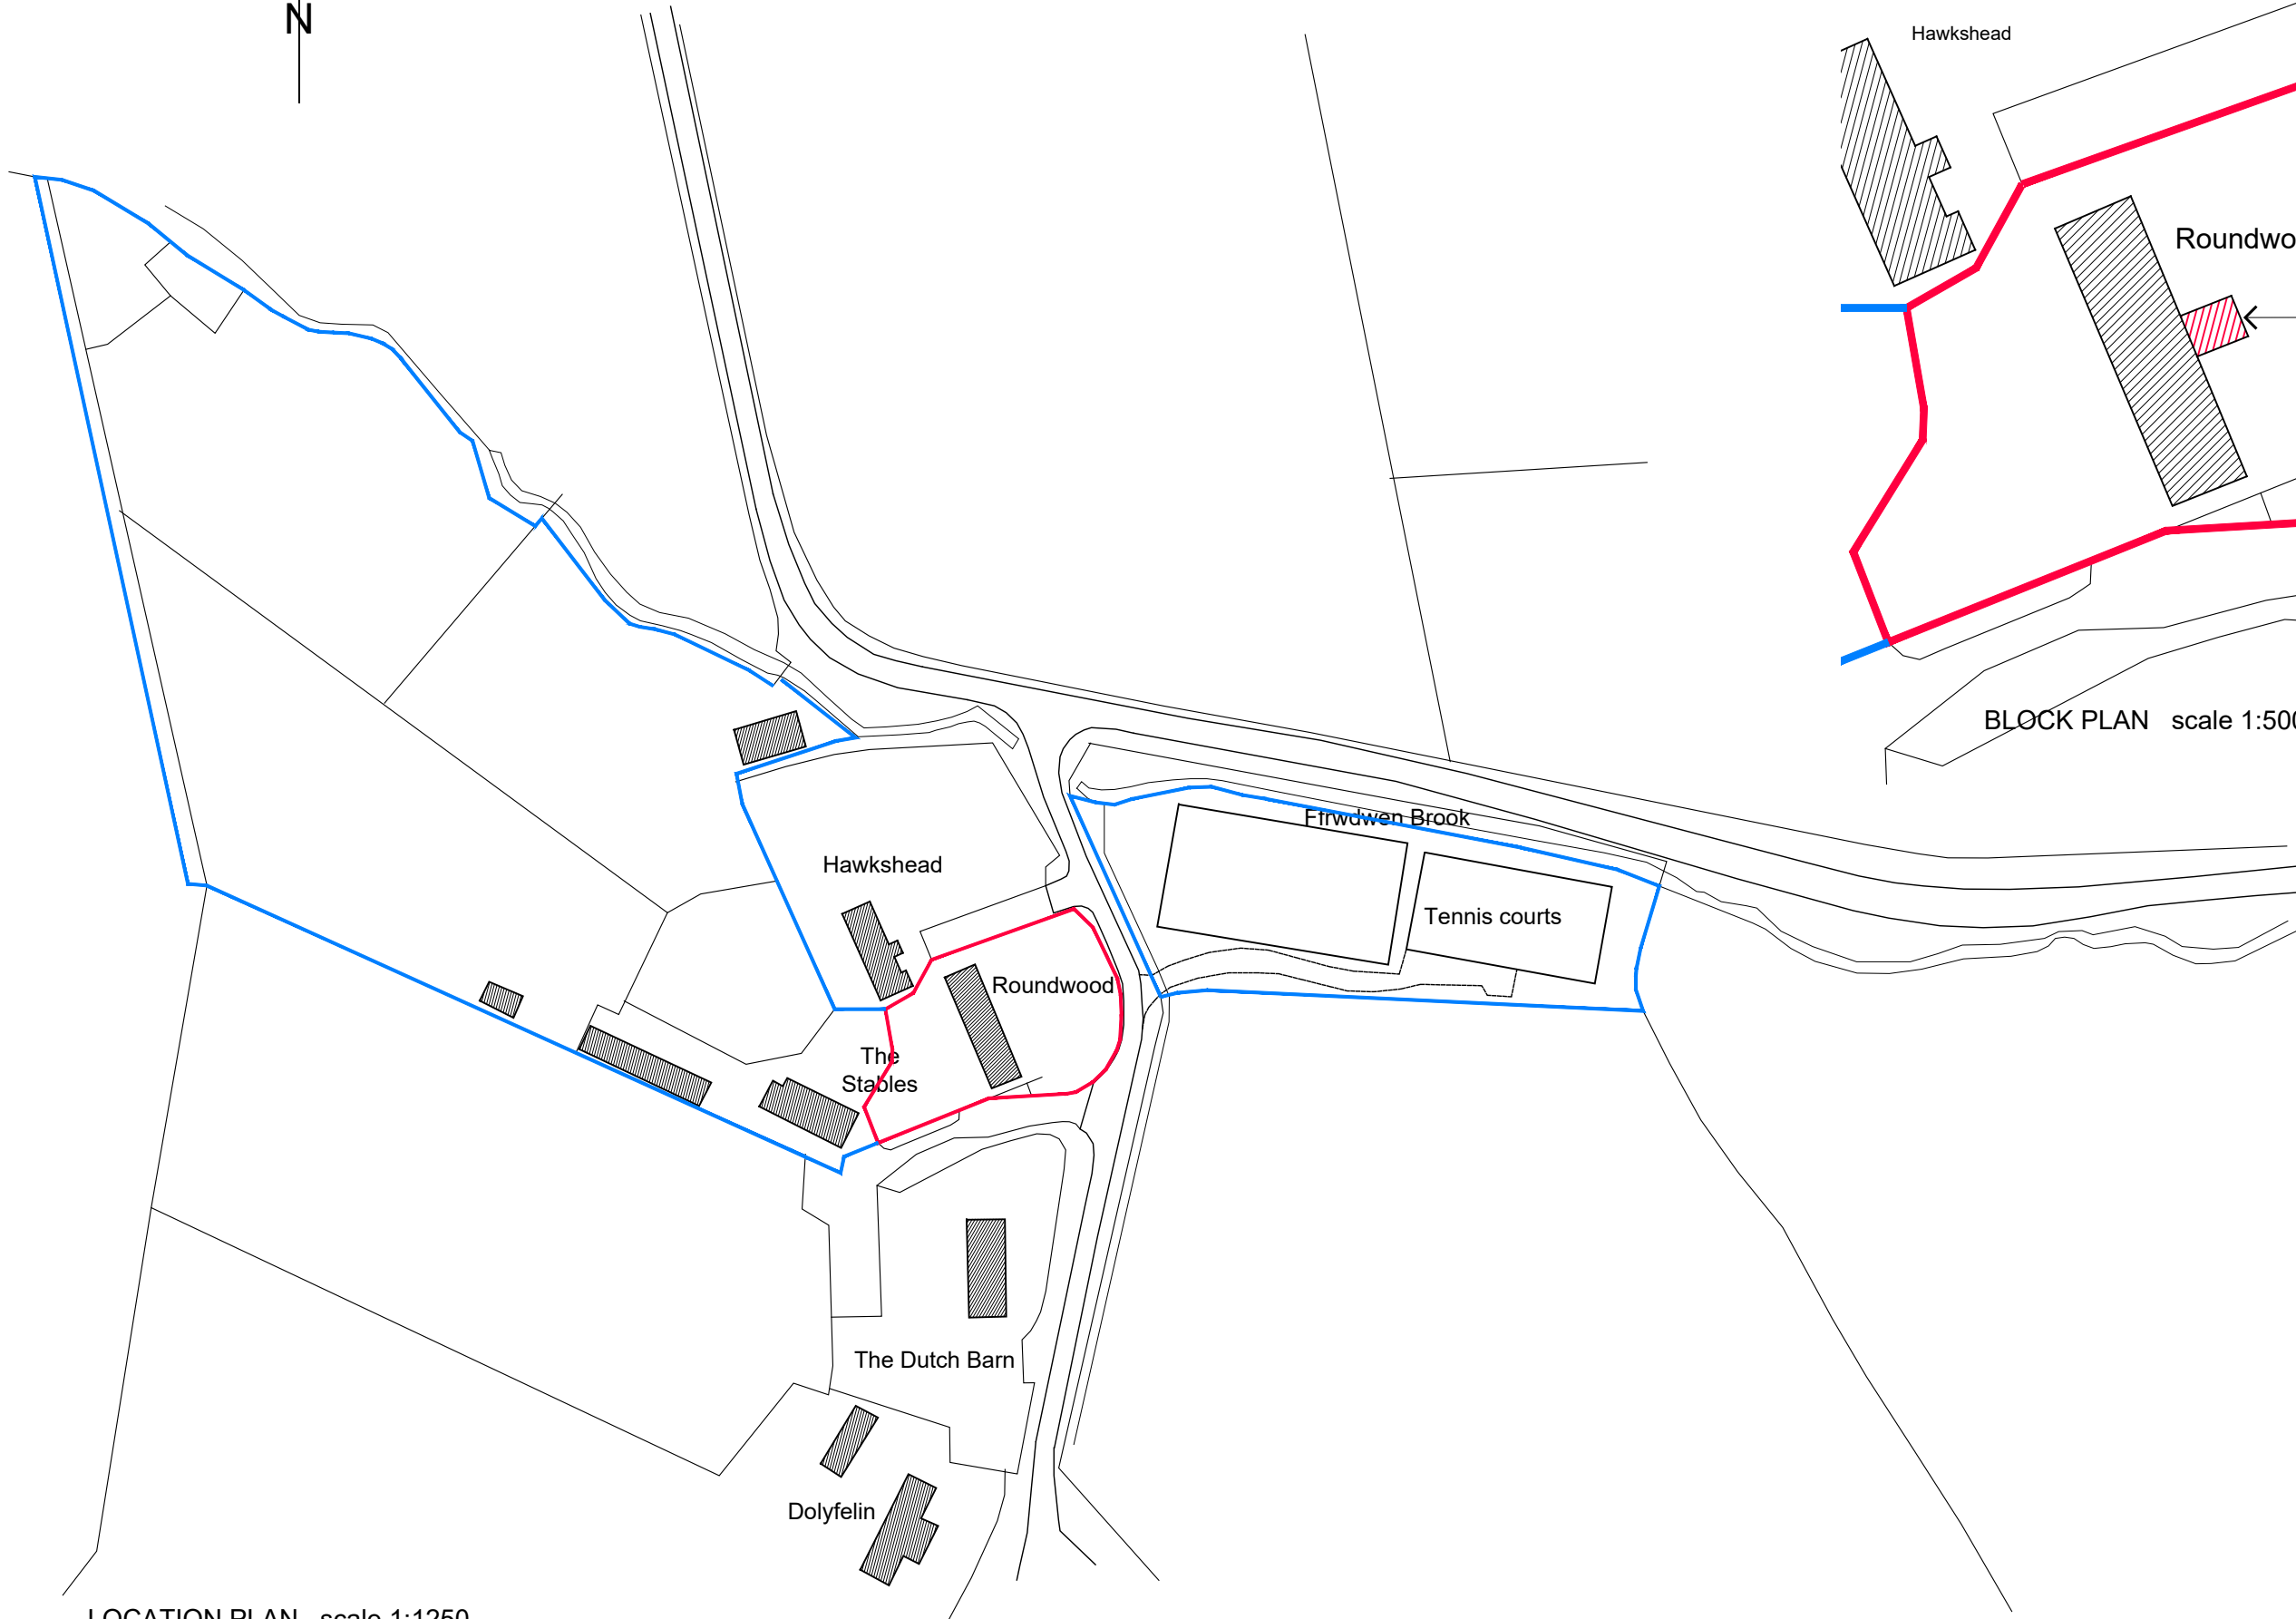 N
Hawkshead
Roundwo
BLOCK PLAN scale 1:500
Ffrwdwen Brook
Hawkshead
Tennis courts
Roundwood
The
Stables
The Dutch Barn
Dolyfelin
LOCATION PLAN scale 1:1250